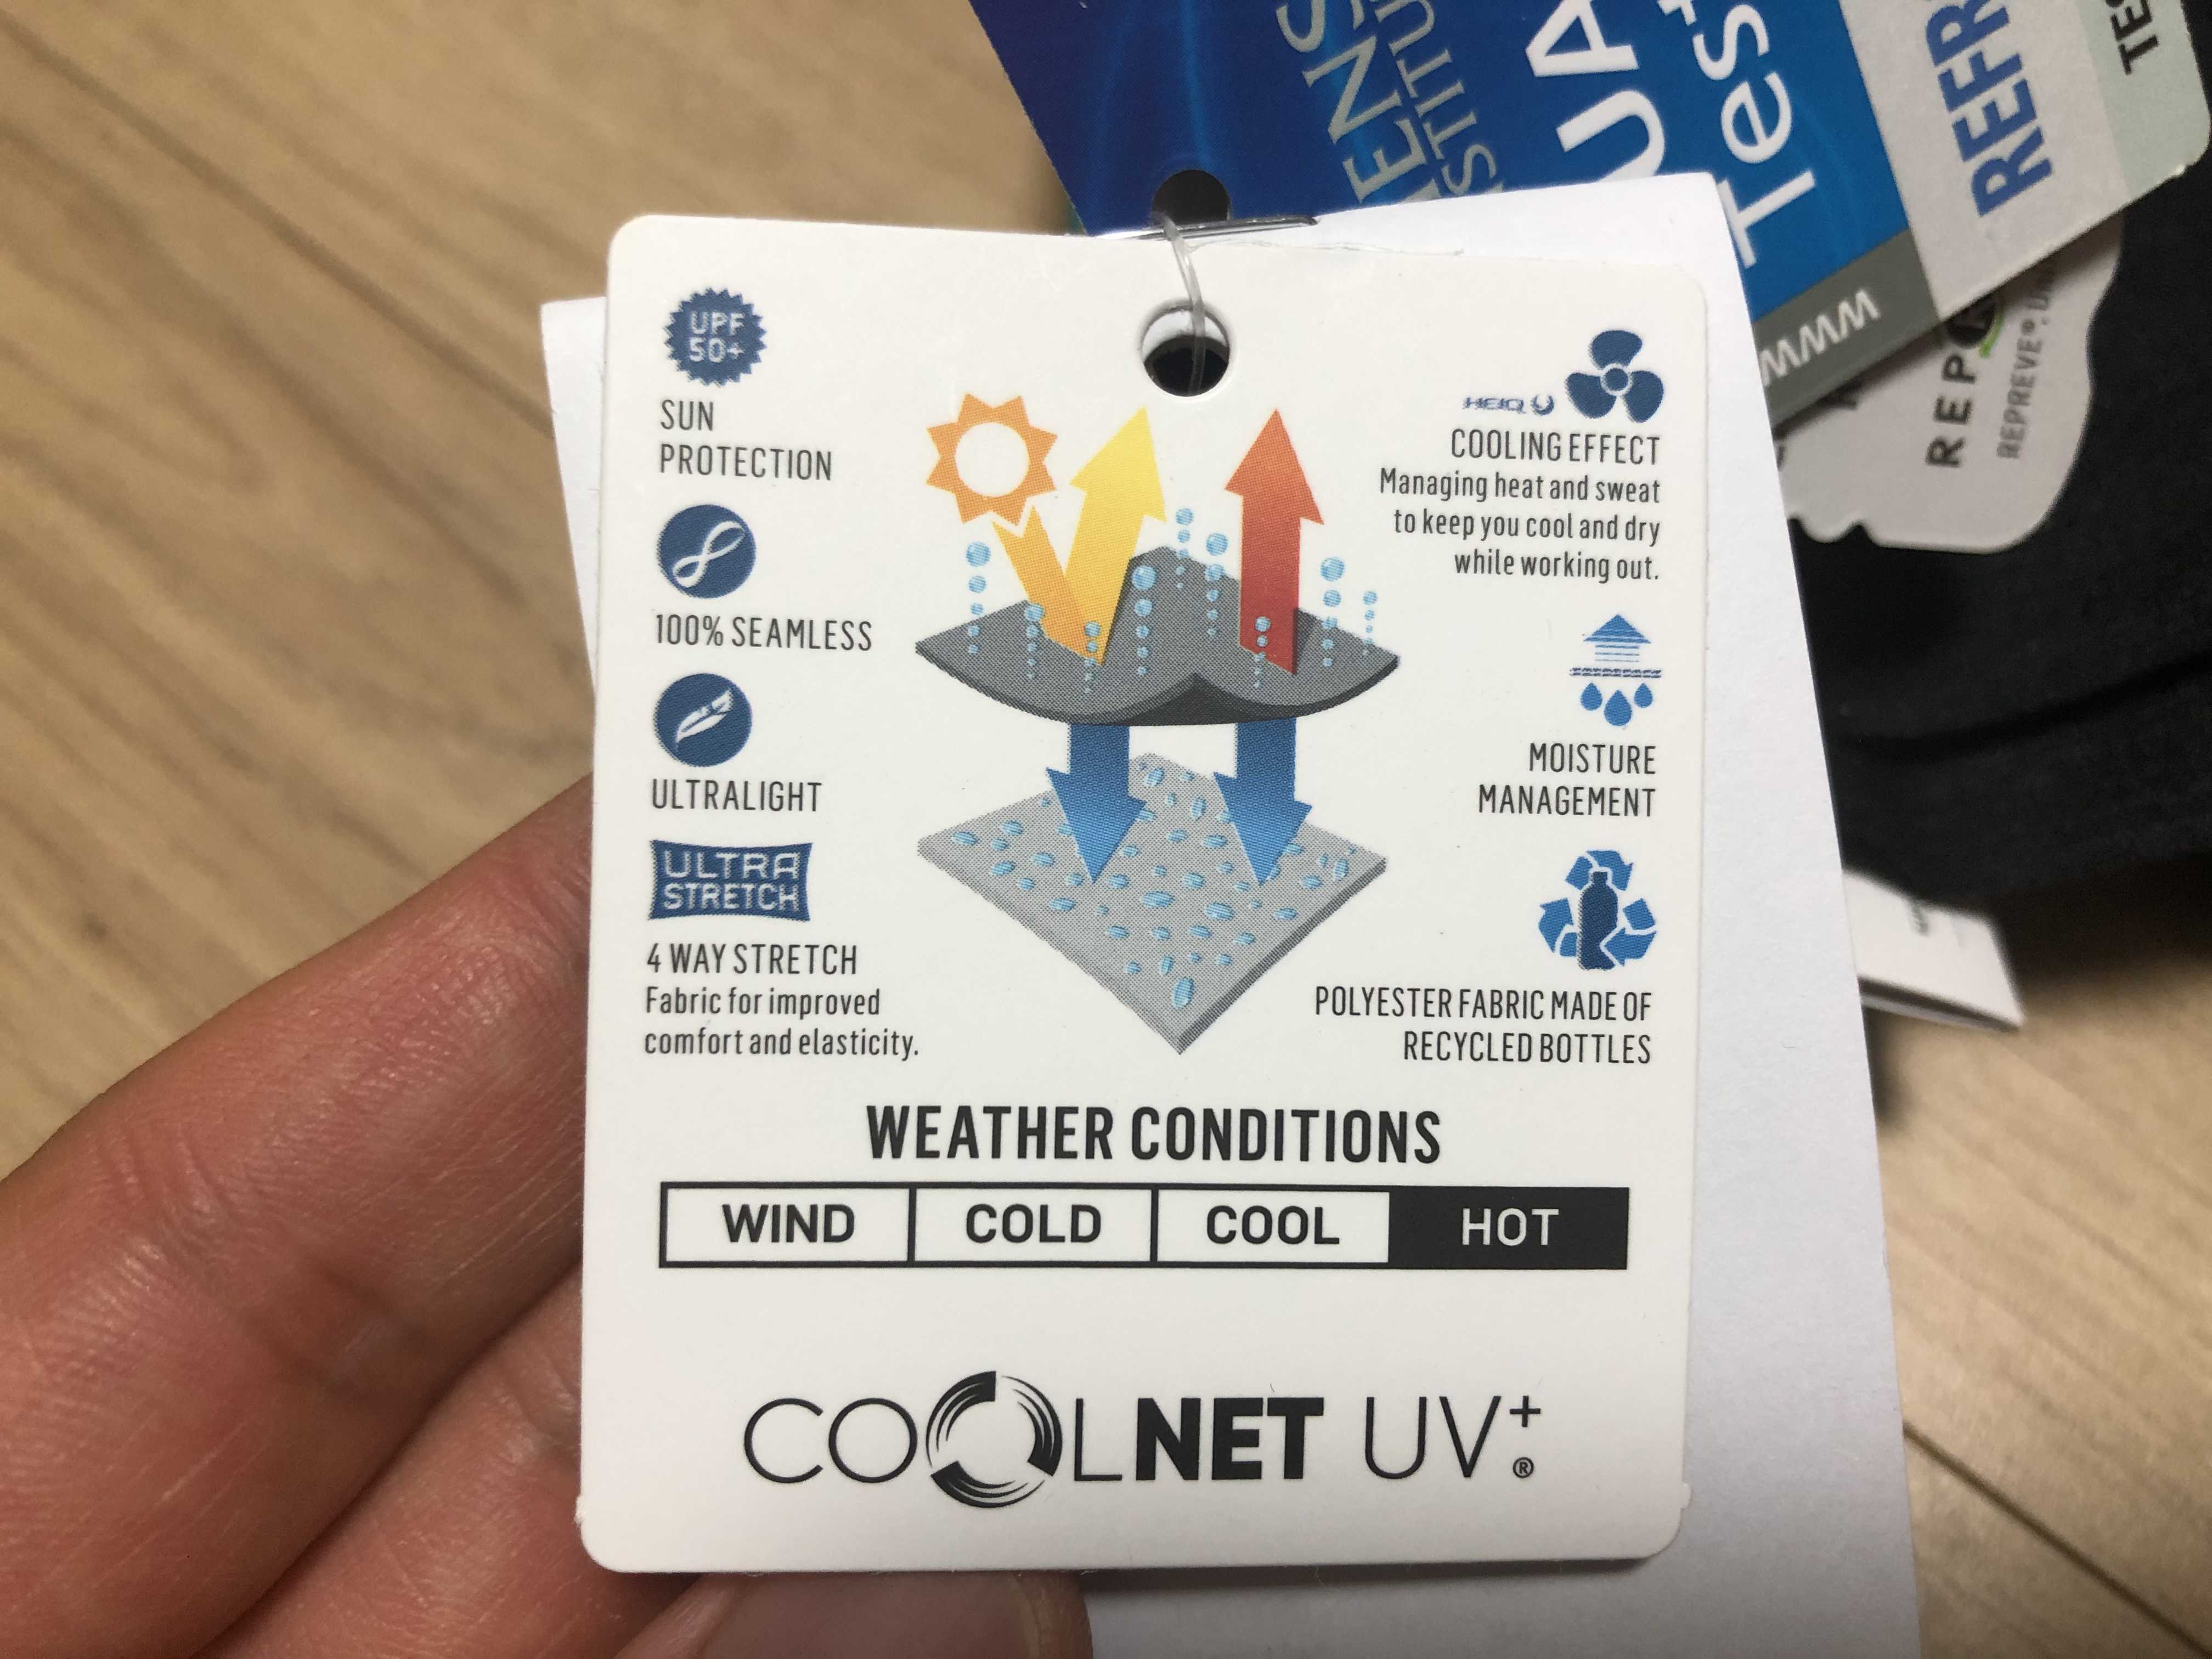 UPF
50+
SUN
PROTECTION
100% SEAMLESS
ULTRALIGHT
ULTRA
STRETCH
4 WAY STRETCH
Fabric for improved
comfort and elasticity.
HEIQ
COOLING EFFECT
Managing heat and sweat
to keep you cool and dry
while working out.
MOISTURE
MANAGEMENT
POLYESTER FABRIC MADE OF
RECYCLED BOTTLES
WEATHER CONDITIONS
WIND COLD COOL HOT
COOLNET UV+®